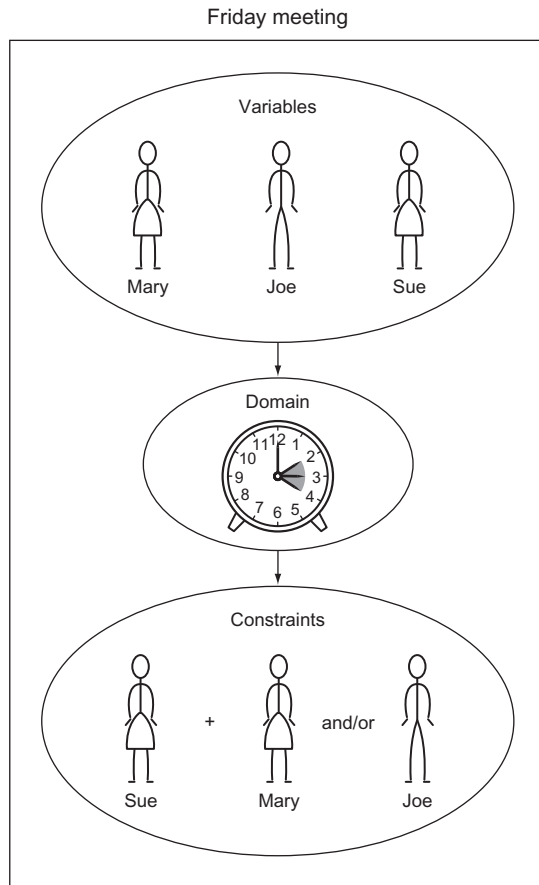 Friday meeting
Variables
Mary Joe Sue
Domain
12
11 1
10 2
9 3
8 4
7 5
6
Constraints
+ and/or
Sue Mary Joe